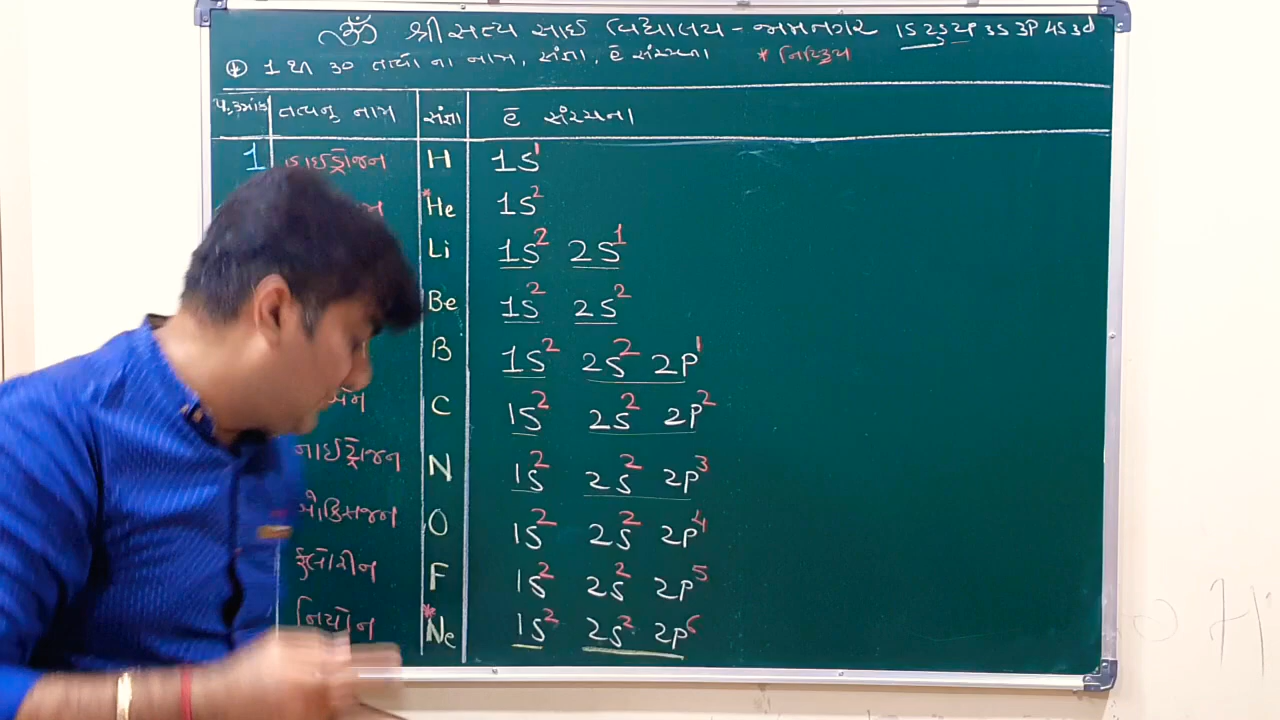 ૐ શ્રી સત્ય સાઈ વિદ્યાલય - જામનગર 1S 2S 2P 3S 3P 4S 3d
1 થી 30 તત્વો ના નામ, સંજ્ઞા, ē સંરચના * નિષ્ક્રિય
પ.ક્રમાંક તત્વનુ નામ સંજ્ઞા ē સંરચના
1 હાઈડ્રોજન H 1S¹
*He 1S²
Li 1S² 2S¹
Be 1S² 2S²
B 1S² 2S² 2P¹
C 1S² 2S² 2P²
નાઈટ્રોજન N 1S² 2S² 2P³
ઓક્સિજન O 1S² 2S² 2P⁴
ફ્લોરીન F 1S² 2S² 2P⁵
નિયોન *Ne 1S² 2S² 2P⁶